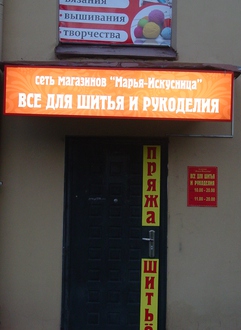 вязания
• вышивания
• творчества
сеть магазинов "Марья-Искусница"
ВСЕ ДЛЯ ШИТЬЯ И РУКОДЕЛИЯ
ПРЯЖА
ШИТЬЁ
ВСЕ ДЛЯ ШИТЬЯ
И РУКОДЕЛИЯ